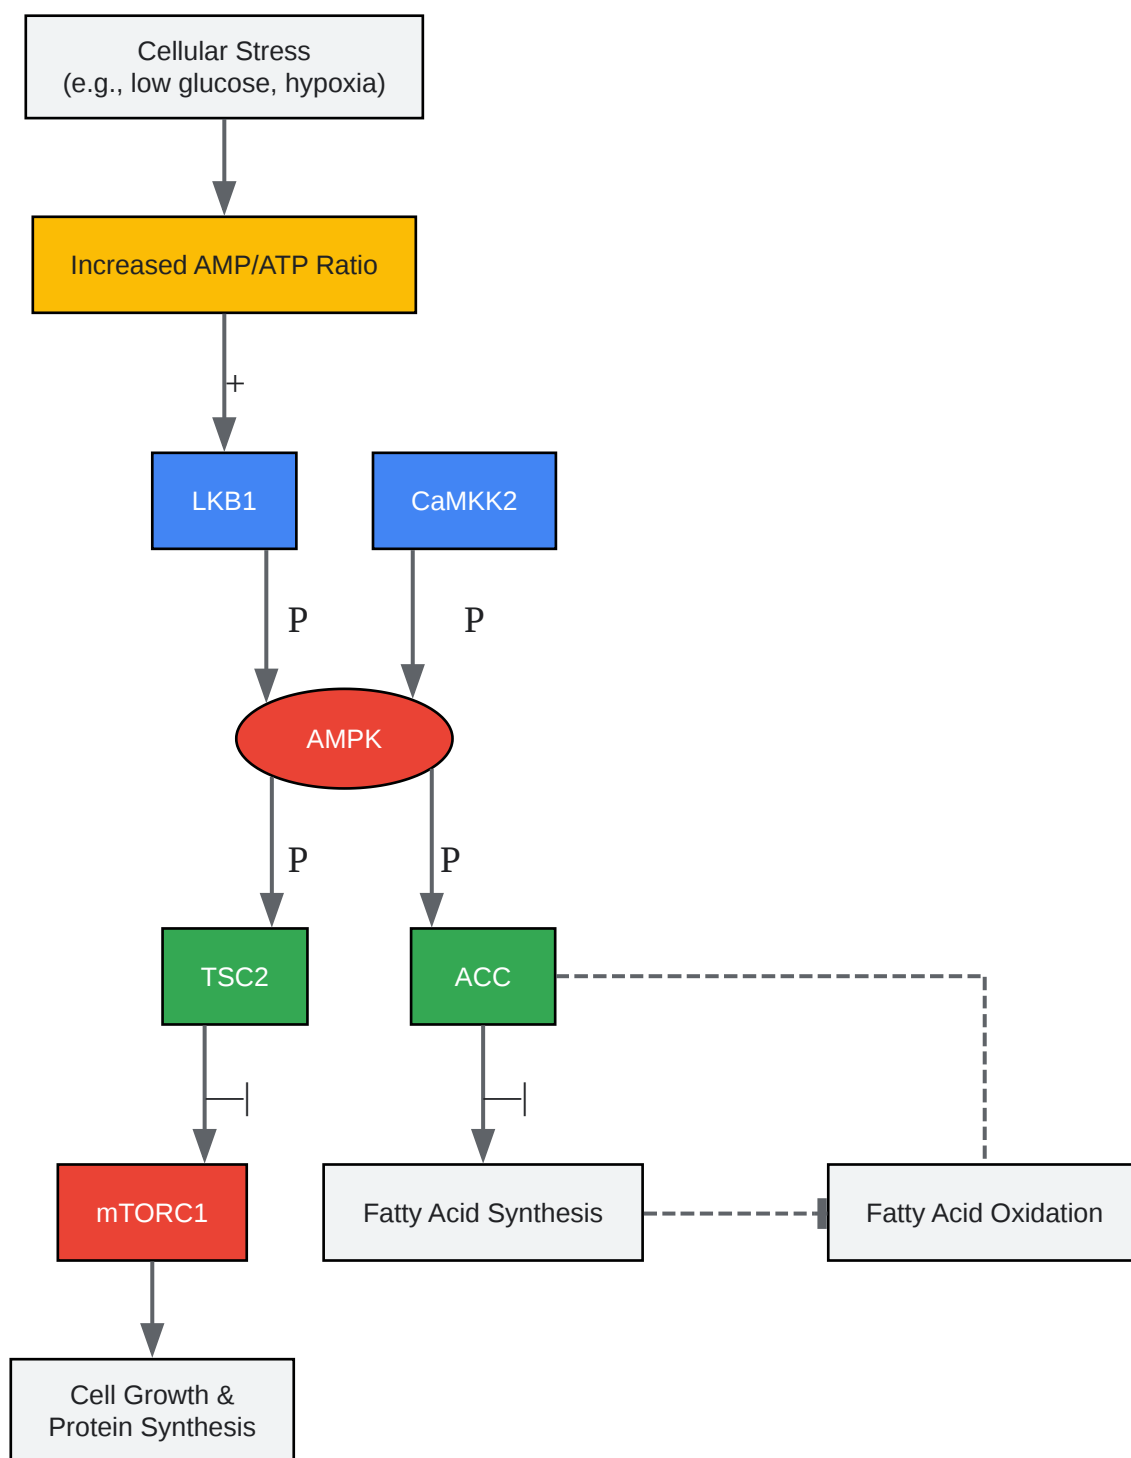 Cellular Stress
(e.g., low glucose, hypoxia)
Increased AMP/ATP Ratio
+
LKB1
CaMKK2
P
P
AMPK
P
P
TSC2
ACC
⊣
⊣
mTORC1
Fatty Acid Synthesis
Fatty Acid Oxidation
Cell Growth &
Protein Synthesis